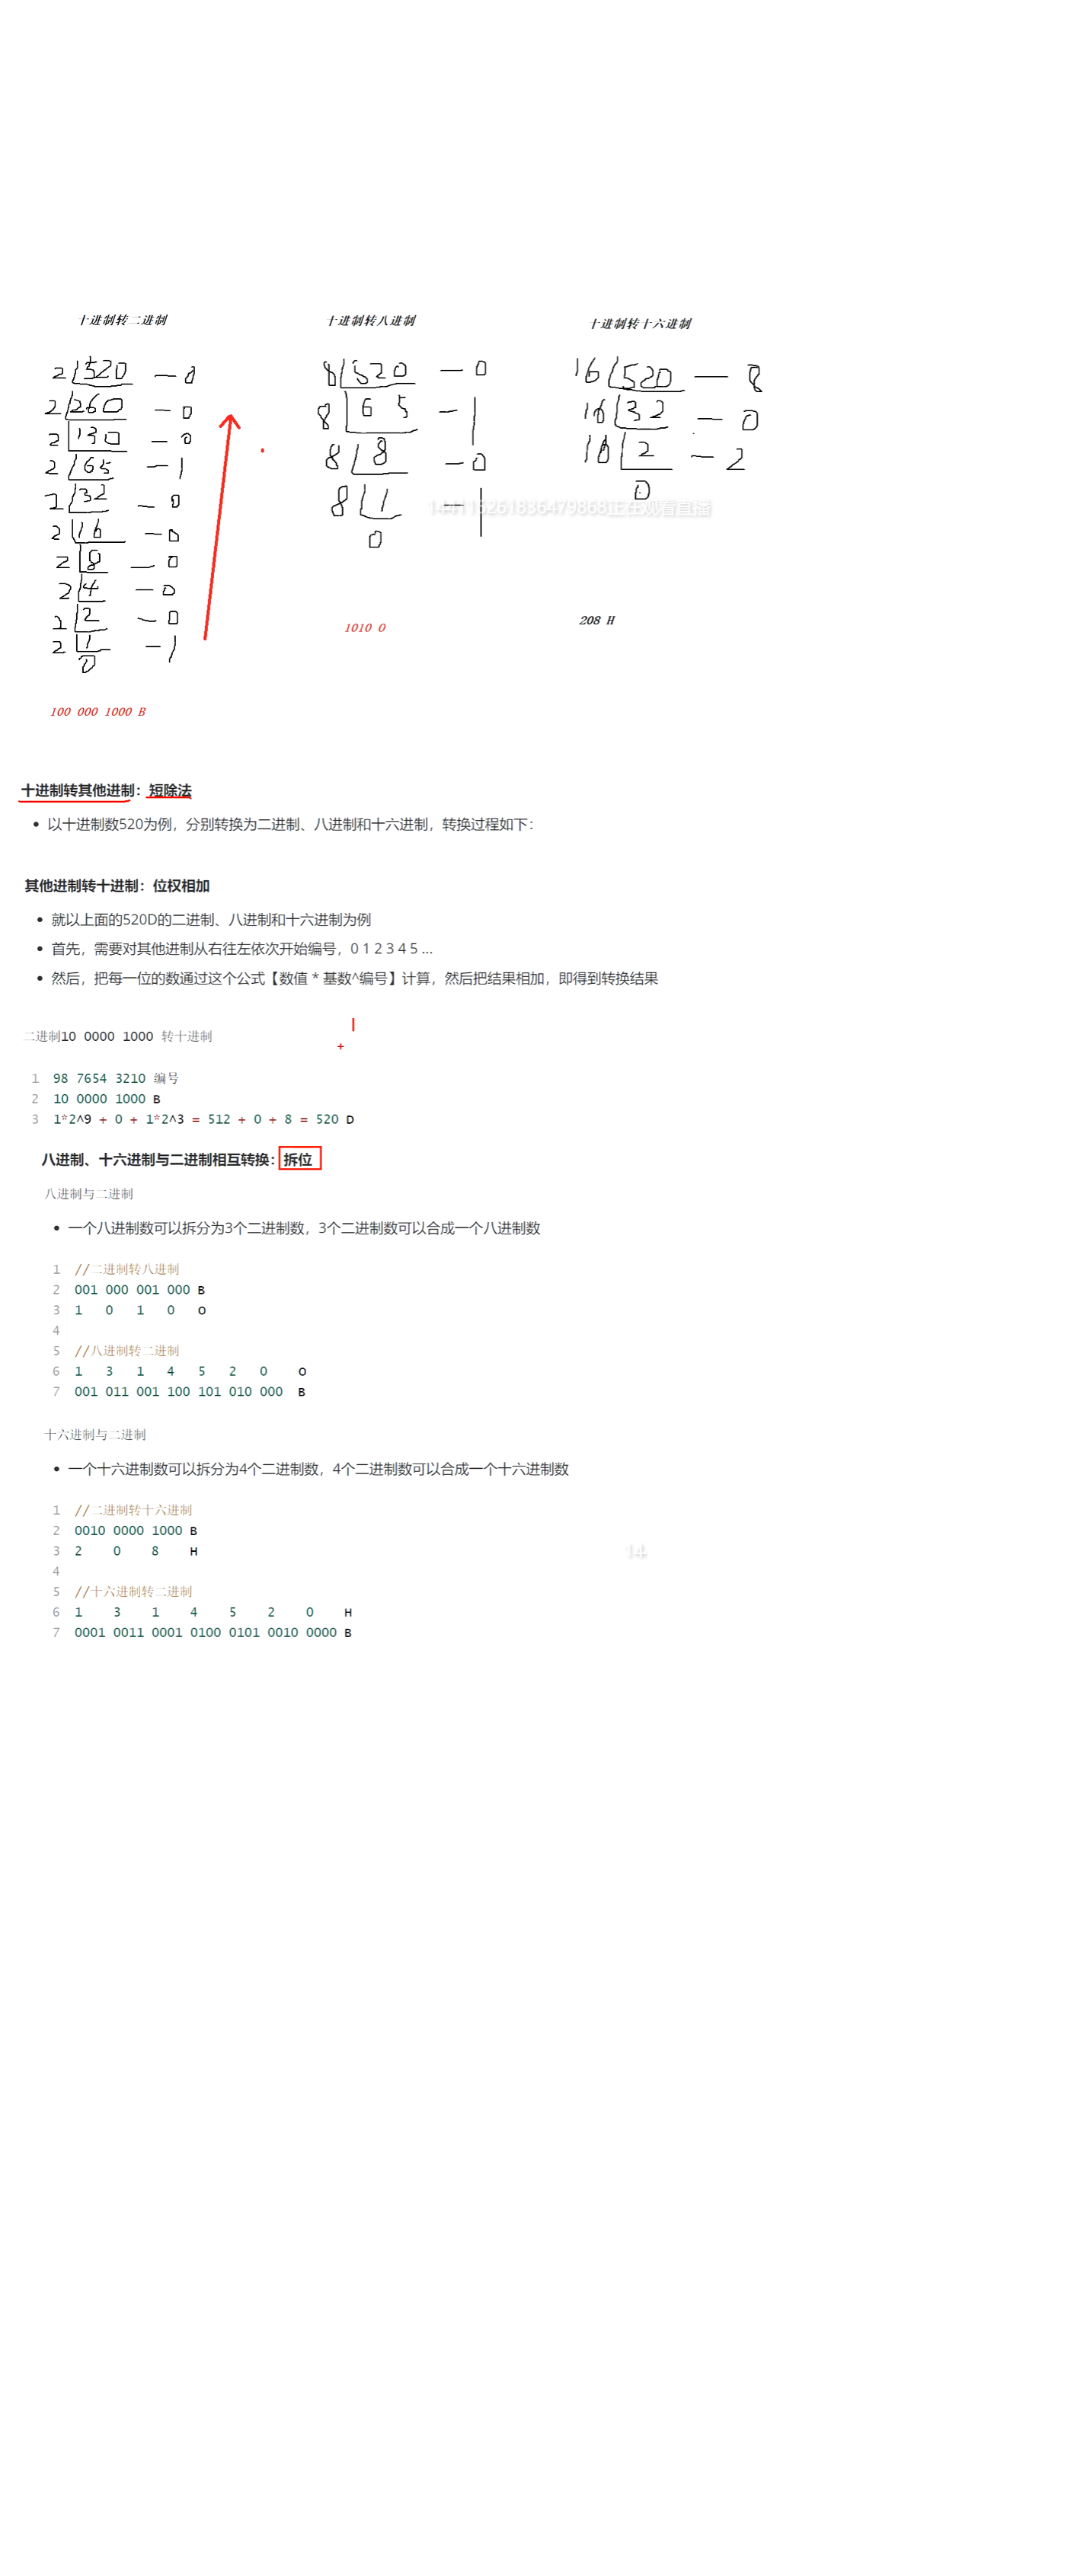 十进制转二进制
十进制转八进制
十进制转十六进制
2 520 — 0
2 260 — 0
2 130 — 0
2 65 — 1
2 32 — 0
2 16 — 0
2 8 — 0
2 4 — 0
2 2 — 0
2 1 — 1
0
100 000 1000 B
8 520 — 0
8 65 — 1
8 8 — 0
8 1 — 1
0
1010 O
16 520 — 8
16 32 — 0
16 2 — 2
0
208 H
正在观看直播
十进制转其他进制：短除法
• 以十进制数520为例，分别转换为二进制、八进制和十六进制，转换过程如下：
其他进制转十进制：位权相加
• 就以上面的520D的二进制、八进制和十六进制为例
• 首先，需要对其他进制从右往左依次开始编号，0 1 2 3 4 5 ...
• 然后，把每一位的数通过这个公式【数值 * 基数^编号】计算，然后把结果相加，即得到转换结果
二进制10 0000 1000 转十进制
1 98 7654 3210 编号
2 10 0000 1000 B
3 1*2^9 + 0 + 1*2^3 = 512 + 0 + 8 = 520 D
八进制、十六进制与二进制相互转换：拆位
八进制与二进制
• 一个八进制数可以拆分为3个二进制数，3个二进制数可以合成一个八进制数
1 //二进制转八进制
2 001 000 001 000 B
3 1 0 1 0 O
4
5 //八进制转二进制
6 1 3 1 4 5 2 0 O
7 001 011 001 100 101 010 000 B
十六进制与二进制
• 一个十六进制数可以拆分为4个二进制数，4个二进制数可以合成一个十六进制数
1 //二进制转十六进制
2 0010 0000 1000 B
3 2 0 8 H
14
4
5 //十六进制转二进制
6 1 3 1 4 5 2 0 H
7 0001 0011 0001 0100 0101 0010 0000 B